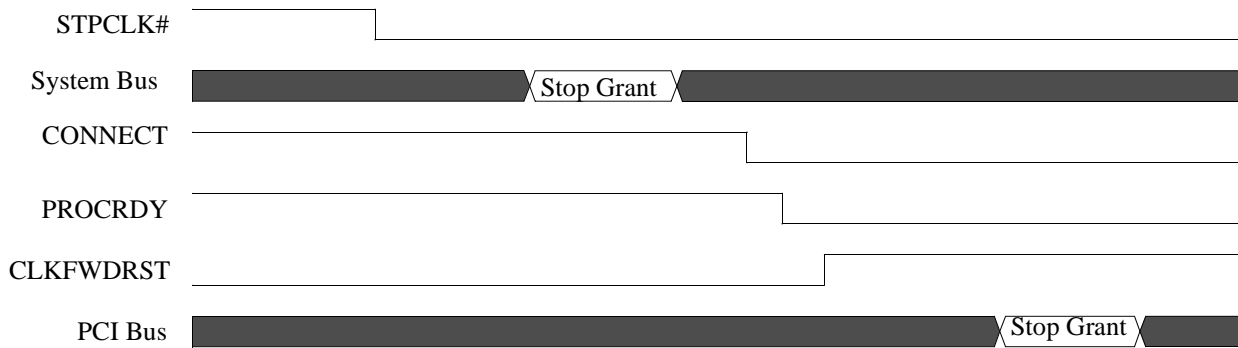 STPCLK#
System Bus
Stop Grant
CONNECT
PROCRDY
CLKFWDRST
PCI Bus
Stop Grant